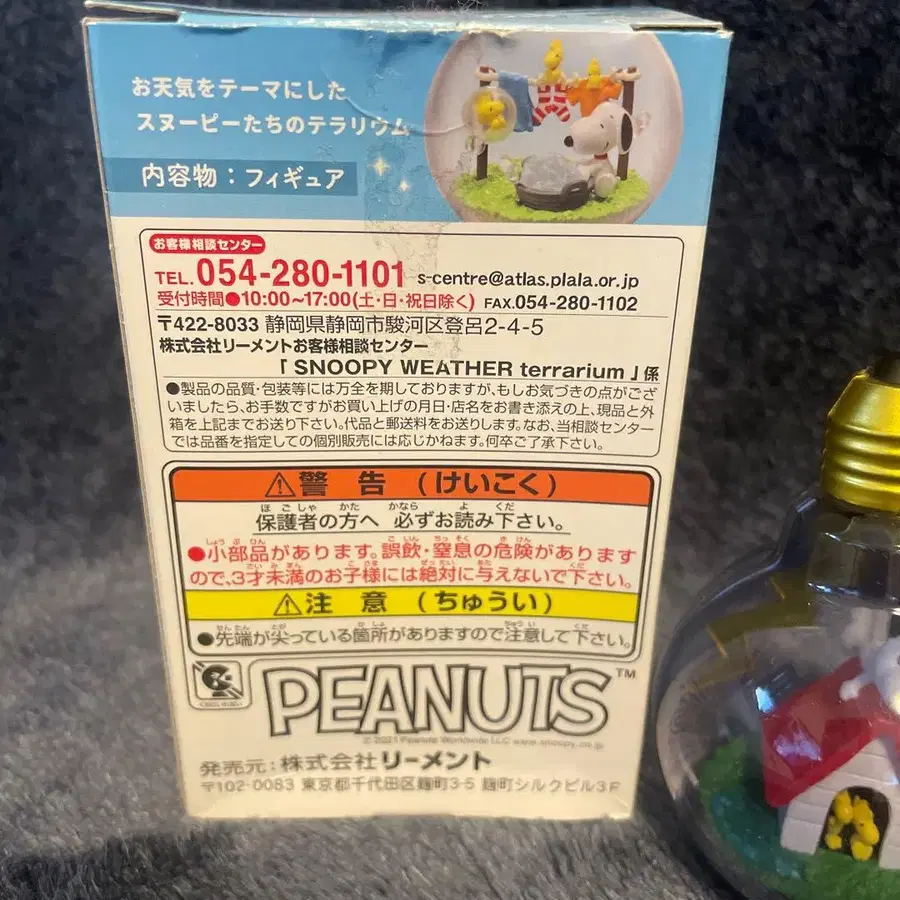 お天気をテーマにした
スヌーピーたちのテラリウム
内容物：フィギュア
お客様相談センター
TEL.054-280-1101 s-centre@atlas.plala.or.jp
受付時間●10:00~17:00(土・日・祝日除く) FAX.054-280-1102
〒422-8033 静岡県静岡市駿河区登呂2-4-5
株式会社リーメントお客様相談センター
「 SNOOPY WEATHER terrarium 」係
●製品の品質・包装等には万全を期しておりますが、もしお気づきの点がござ
いましたら、お手数ですがお買い上げの月日・店名をお書き添えの上、現品と外
箱を上記までお送り下さい。代品と郵送料をお送りします。なお、当相談センター
では品番を指定しての個別販売には応じかねます。何卒ご了承下さい。
⚠警 告 (けいこく)
保護者の方へ 必ずお読み下さい。
●小部品があります。誤飲・窒息の危険があります
ので、3才未満のお子様には絶対に与えないで下さい。
⚠注 意 (ちゅうい)
●先端が尖っている箇所がありますので注意して下さい。
PEANUTS™
© 2021 Peanuts Worldwide LLC www.snoopy.co.jp
発売元：株式会社リーメント
〒102-0083 東京都千代田区麹町3-5 麹町シルクビル3F